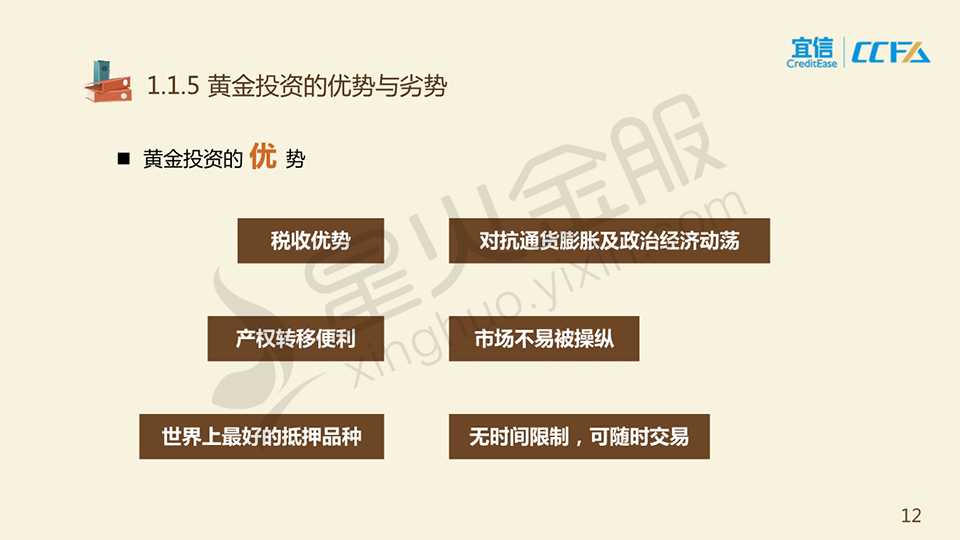 宜信
CreditEase
CCFA
1.1.5 黄金投资的优势与劣势
■ 黄金投资的 优 势
税收优势
对抗通货膨胀及政治经济动荡
产权转移便利
市场不易被操纵
世界上最好的抵押品种
无时间限制，可随时交易
星火金服
xinghuo.yixin.com
12